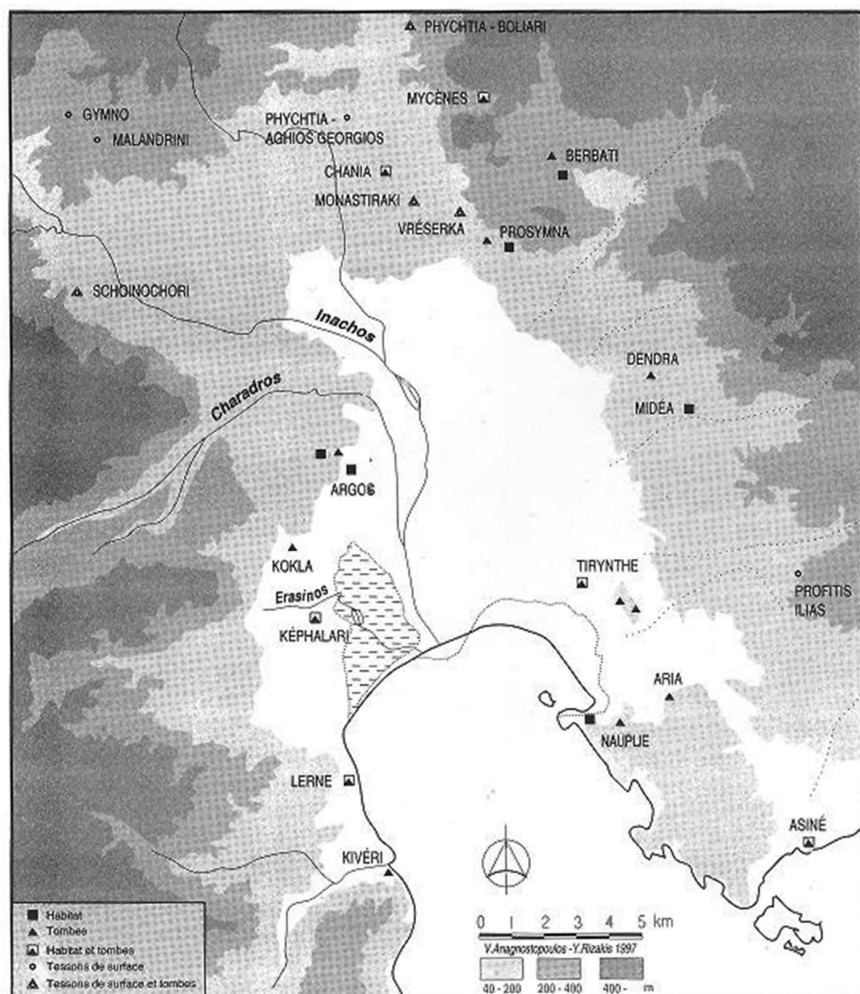 PHYCHTIA - BOLIARI
MYCÈNES
GYMNO
MALANDRINI
PHYCHTIA -
AGHIOS GEORGIOS
BERBATI
CHANIA
MONASTIRAKI
VRÉSERKA
PROSYMNA
SCHOINOCHORI
Inachos
Charadros
DENDRA
MIDÉA
ARGOS
KOKLA
TIRYNTHE
PROFITIS
ILIAS
Erasinos
KÉPHALARI
ARIA
NAUPLIE
LERNE
ASINÉ
KIVÉRI
Habitat
Tombes
Habitat et tombes
Tessons de surface
Tessons de surface et tombes
0 1 2 3 4 5 km
V.Anagnostopoulos -Y.Rizakis 1997
40 - 200 200 - 400 400 - m